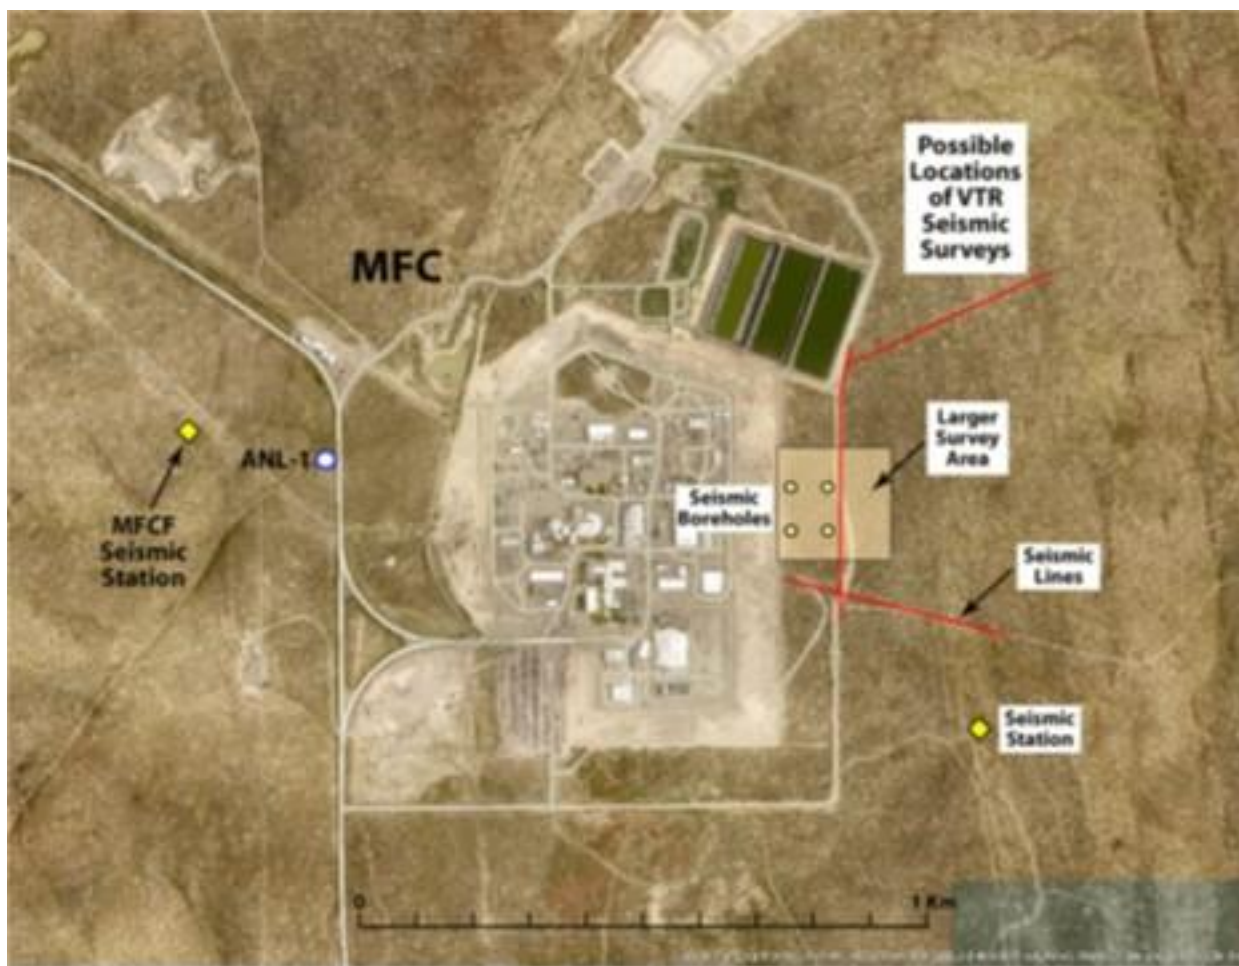 Possible
Locations
of VTR
Seismic
Surveys
MFC
Larger
Survey
Area
ANL-1
Seismic
Boreholes
MFCF
Seismic
Station
Seismic
Lines
Seismic
Station
0
1 Km